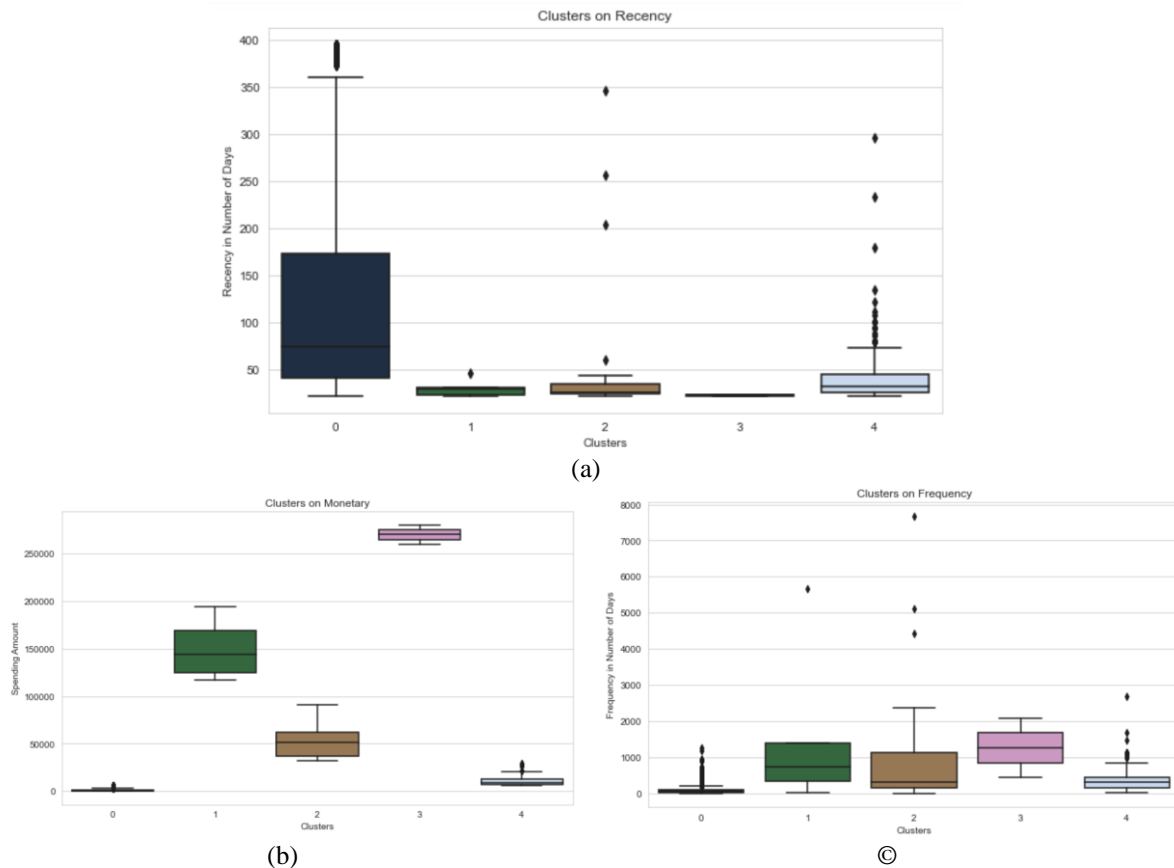 Clusters on Recency
Recency in Number of Days
400
350
300
250
200
150
100
50
0 1 2 3 4
Clusters
(a)
Clusters on Monetary
Spending Amount
250000
200000
150000
100000
50000
0
0 1 2 3 4
Clusters
(b)
Clusters on Frequency
Frequency in Number of Days
8000
7000
6000
5000
4000
3000
2000
1000
0
0 1 2 3 4
Clusters
©